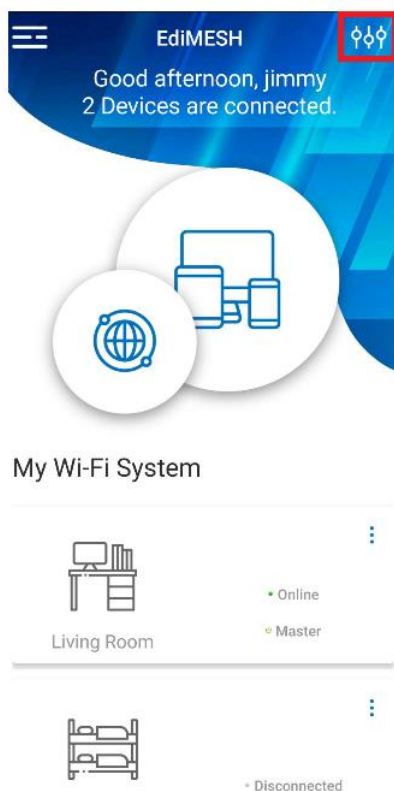 EdiMESH
Good afternoon, jimmy
2 Devices are connected.
My Wi-Fi System
Online
Living Room
Master
Disconnected